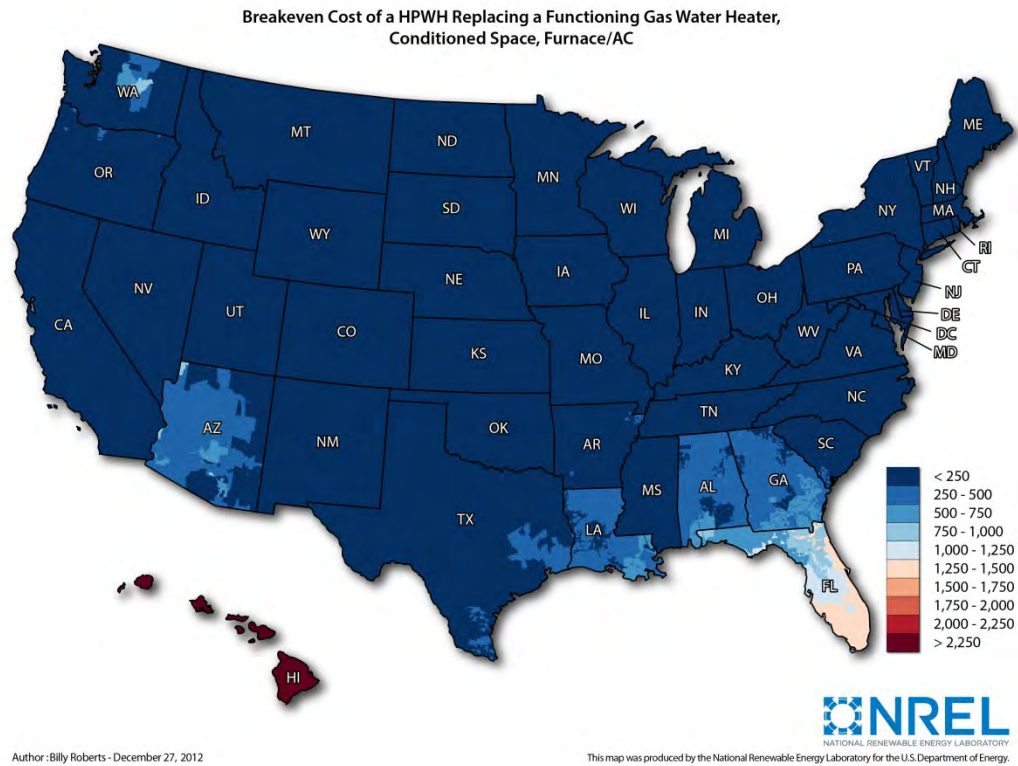 Breakeven Cost of a HPWH Replacing a Functioning Gas Water Heater,
Conditioned Space, Furnace/AC
WA
MT
ND
MN
ME
VT
NH
OR
ID
SD
WI
MI
NY
MA
WY
RI
CT
NV
NE
IA
PA
NJ
CA
UT
CO
IL
IN
OH
DE
DC
MD
WV
VA
KS
MO
KY
NC
TN
AZ
NM
OK
AR
SC
MS
AL
GA
TX
LA
FL
HI
< 250
250 - 500
500 - 750
750 - 1,000
1,000 - 1,250
1,250 - 1,500
1,500 - 1,750
1,750 - 2,000
2,000 - 2,250
> 2,250
NREL
NATIONAL RENEWABLE ENERGY LABORATORY
Author : Billy Roberts - December 27, 2012
This map was produced by the National Renewable Energy Laboratory for the U.S. Department of Energy.